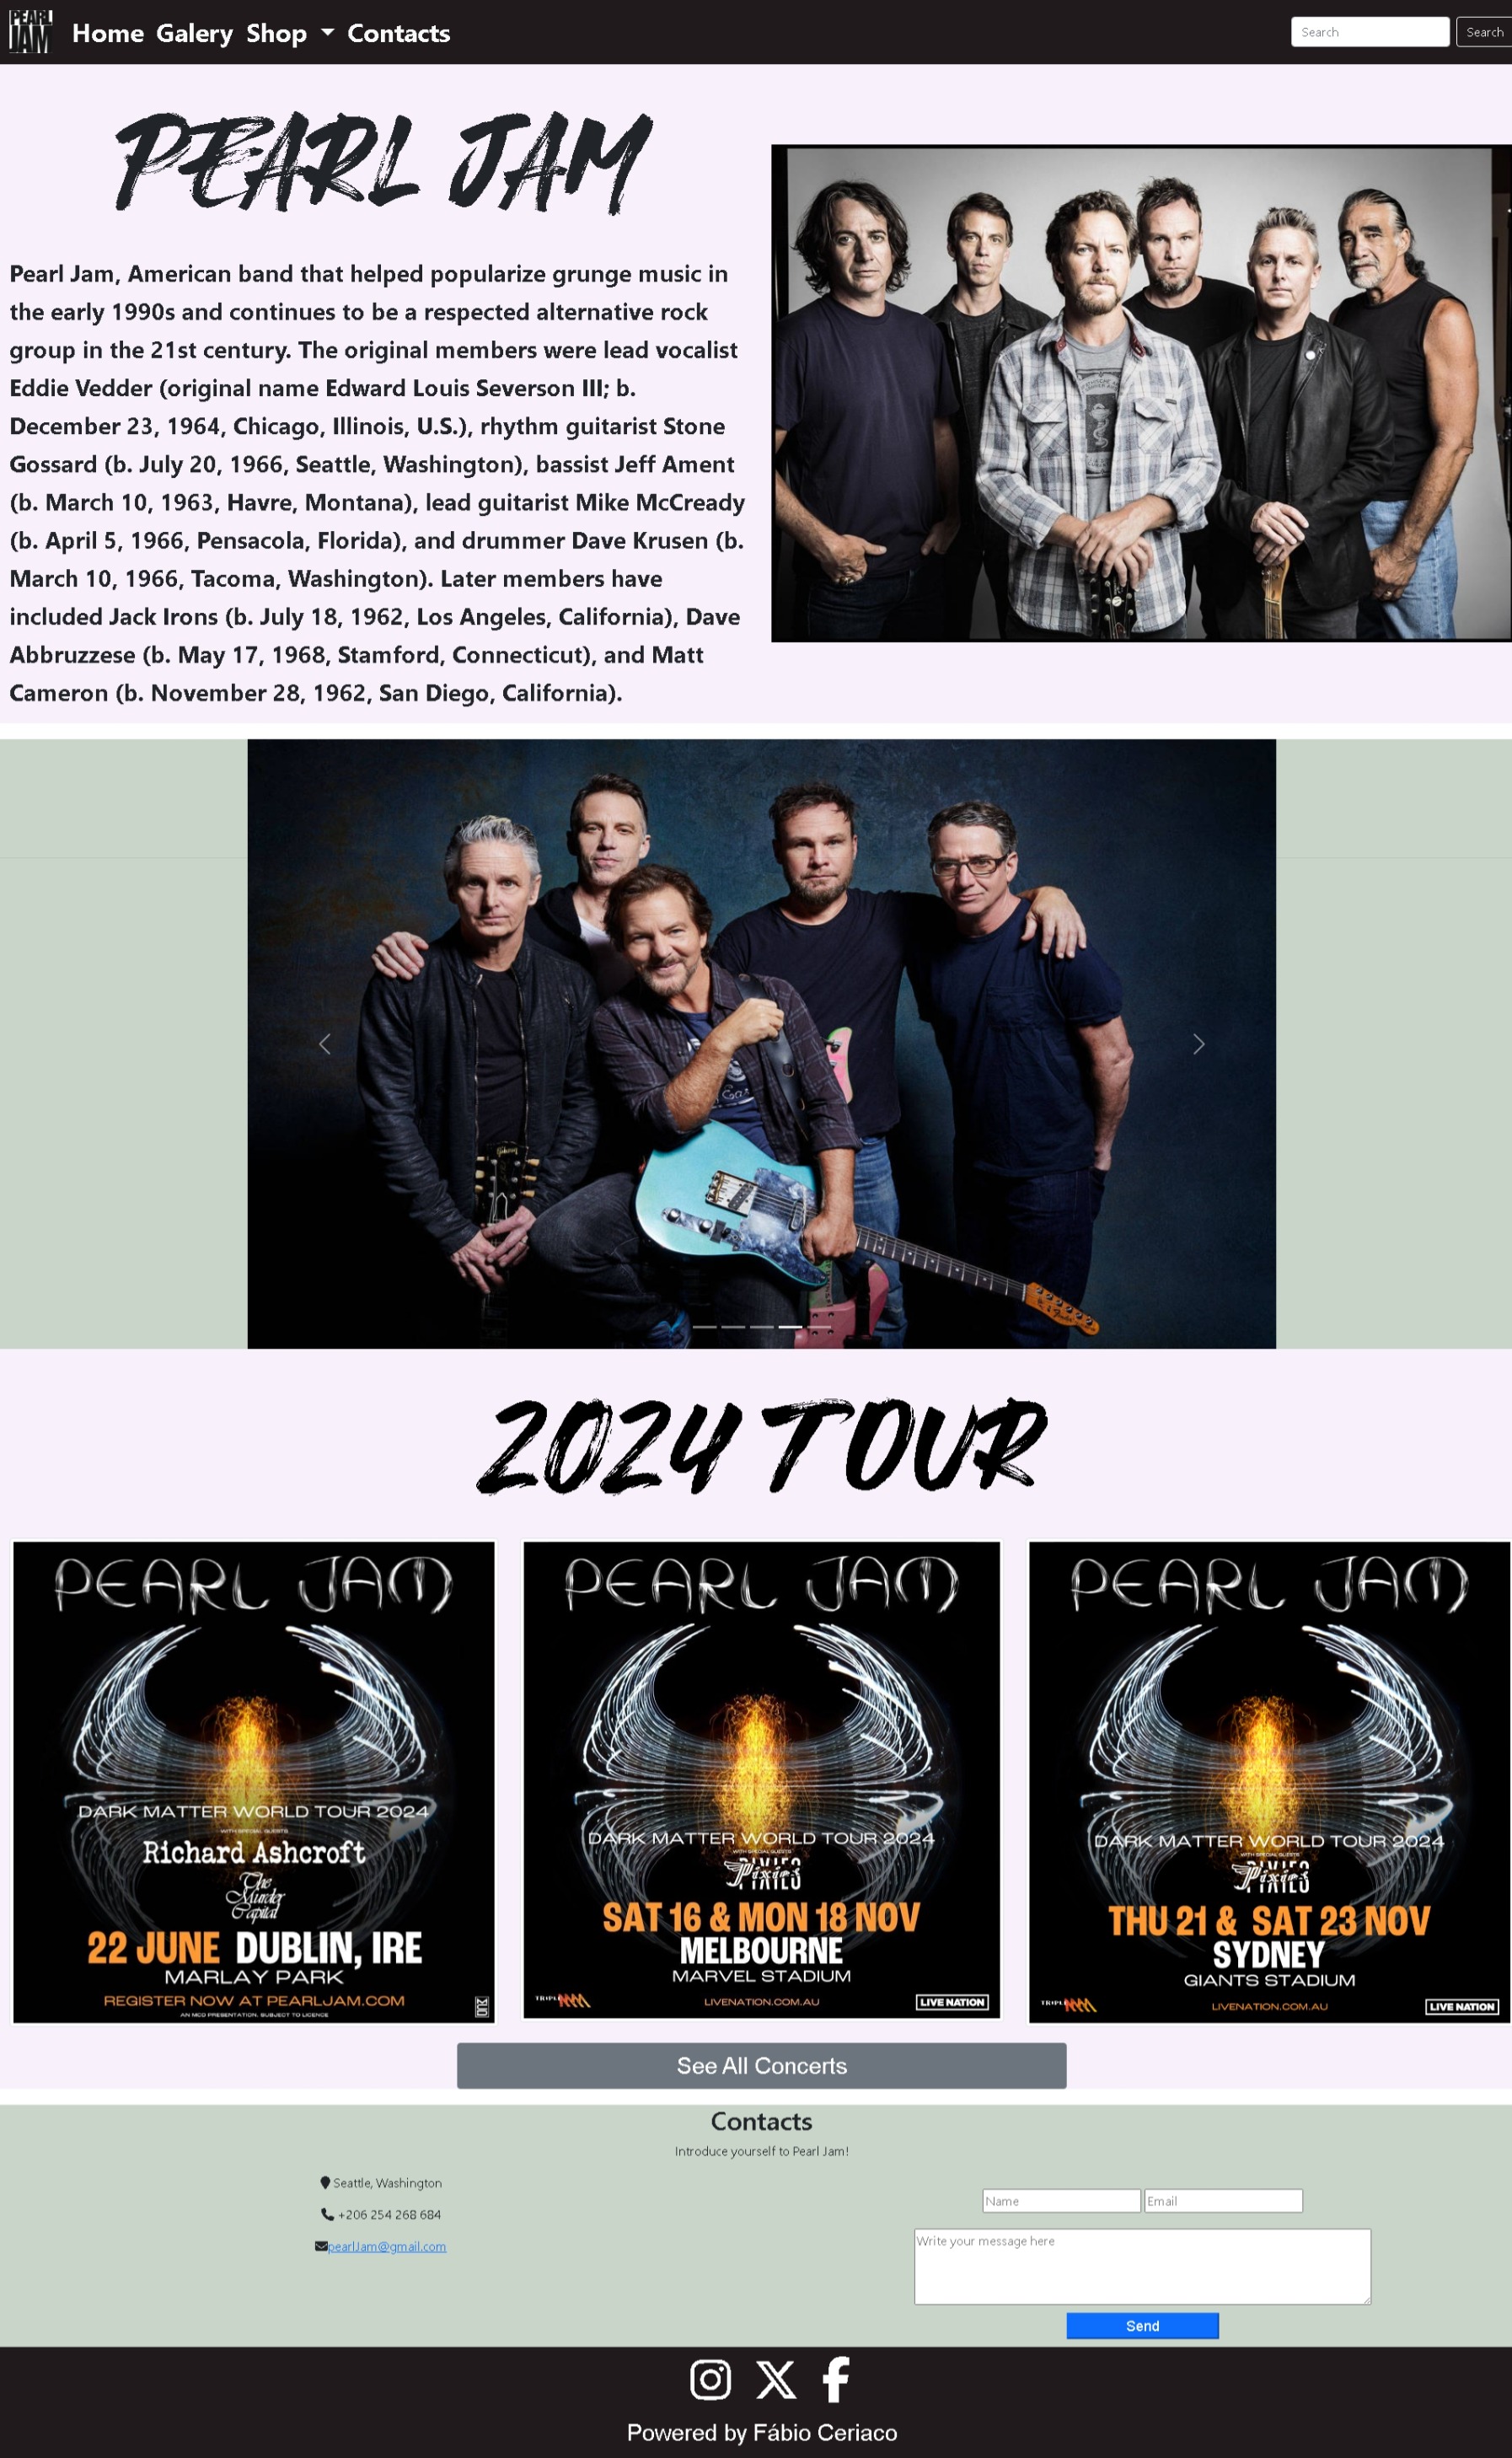 PEARL
JAM
Home Galery Shop Contacts
Search Search
PEARL JAM
Pearl Jam, American band that helped popularize grunge music in
the early 1990s and continues to be a respected alternative rock
group in the 21st century. The original members were lead vocalist
Eddie Vedder (original name Edward Louis Severson III; b.
December 23, 1964, Chicago, Illinois, U.S.), rhythm guitarist Stone
Gossard (b. July 20, 1966, Seattle, Washington), bassist Jeff Ament
(b. March 10, 1963, Havre, Montana), lead guitarist Mike McCready
(b. April 5, 1966, Pensacola, Florida), and drummer Dave Krusen (b.
March 10, 1966, Tacoma, Washington). Later members have
included Jack Irons (b. July 18, 1962, Los Angeles, California), Dave
Abbruzzese (b. May 17, 1968, Stamford, Connecticut), and Matt
Cameron (b. November 28, 1962, San Diego, California).
Gibson
2024 TOUR
PEARL JAM
DARK MATTER WORLD TOUR 2024
WITH SPECIAL GUESTS
Richard Ashcroft
The
Murder
Capital
22 JUNE DUBLIN, IRE
MARLAY PARK
REGISTER NOW AT PEARLJAM.COM
AN MCD PRESENTATION. SUBJECT TO LICENCE
MCD
PEARL JAM
DARK MATTER WORLD TOUR 2024
WITH SPECIAL GUESTS
PIXIES
SAT 16 & MON 18 NOV
MELBOURNE
MARVEL STADIUM
TRIPLE M
LIVENATION.COM.AU
LIVE NATION
PEARL JAM
DARK MATTER WORLD TOUR 2024
WITH SPECIAL GUESTS
PIXIES
THU 21 & SAT 23 NOV
SYDNEY
GIANTS STADIUM
TRIPLE M
LIVENATION.COM.AU
LIVE NATION
See All Concerts
Contacts
Introduce yourself to Pearl Jam!
Seattle, Washington
+206 254 268 684
pearlJam@gmail.com
Name Email
Write your message here
Send
Powered by Fábio Ceriaco